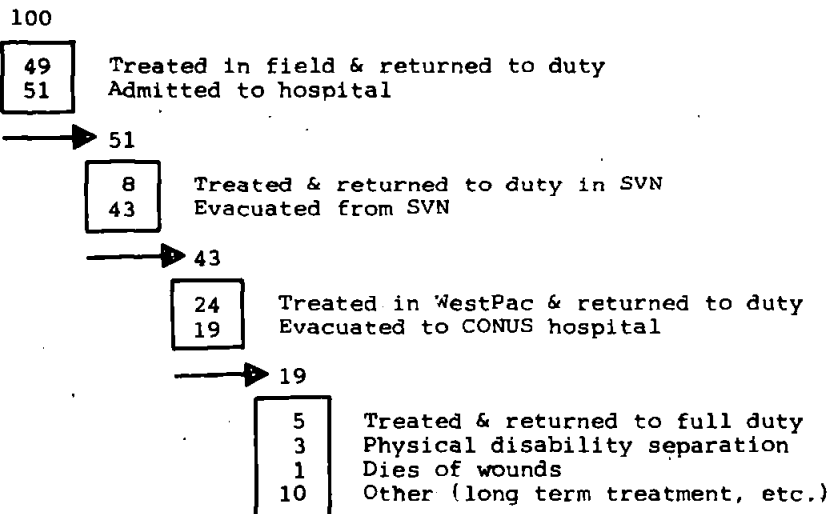 100
49 Treated in field & returned to duty
51 Admitted to hospital
51
8 Treated & returned to duty in SVN
43 Evacuated from SVN
43
24 Treated in WestPac & returned to duty
19 Evacuated to CONUS hospital
19
5 Treated & returned to full duty
3 Physical disability separation
1 Dies of wounds
10 Other (long term treatment, etc.)